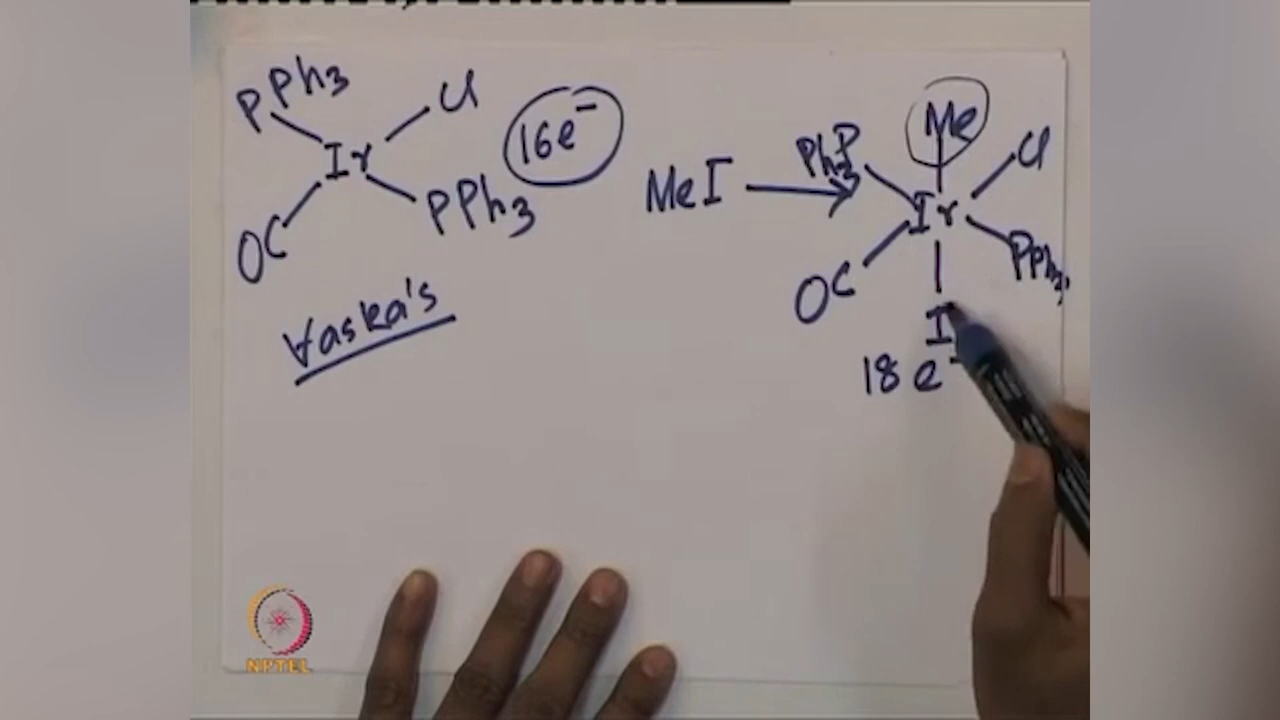 PPh3
Cl
Ir
16e-
OC
PPh3
Vaska's
MeI
Me
Ph3P
Cl
Ir
OC
PPh3
I
18 e-
NPTEL